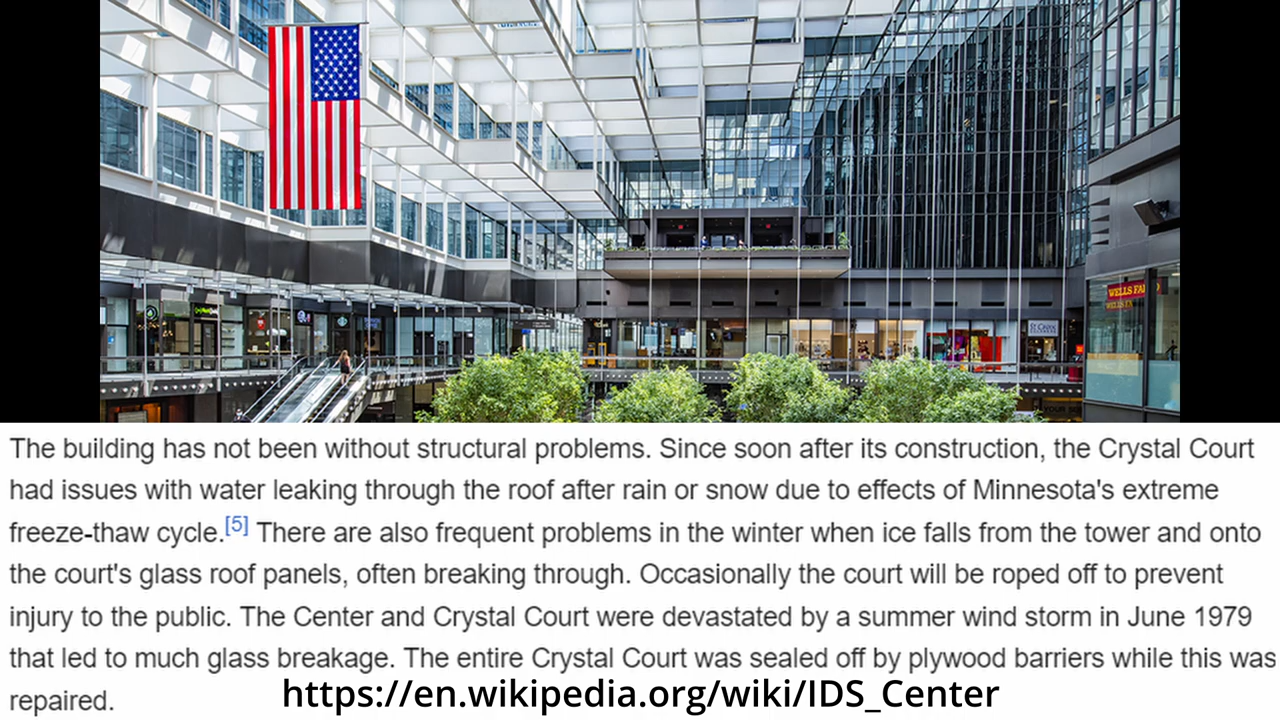 WELLS FA
WELLS FA
ST. CROIX
The building has not been without structural problems. Since soon after its construction, the Crystal Court
had issues with water leaking through the roof after rain or snow due to effects of Minnesota's extreme
freeze-thaw cycle.[5] There are also frequent problems in the winter when ice falls from the tower and onto
the court's glass roof panels, often breaking through. Occasionally the court will be roped off to prevent
injury to the public. The Center and Crystal Court were devastated by a summer wind storm in June 1979
that led to much glass breakage. The entire Crystal Court was sealed off by plywood barriers while this was
repaired.
https://en.wikipedia.org/wiki/IDS_Center